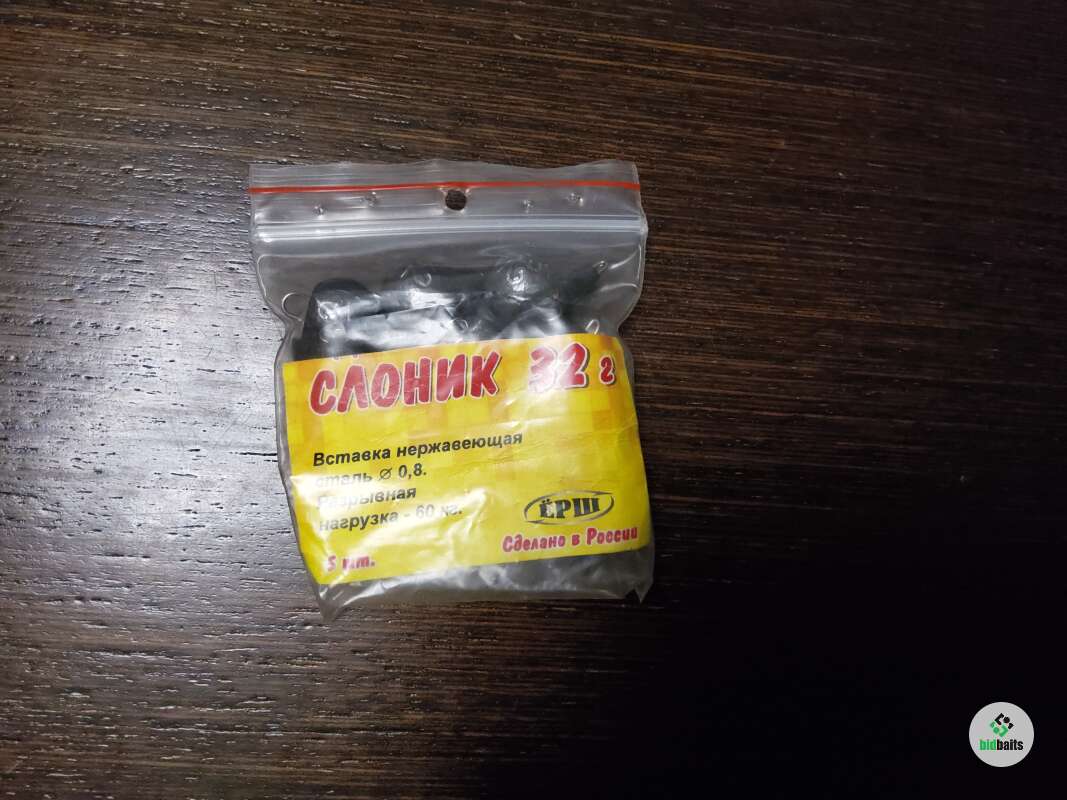 СЛОНИК 32 г
Вставка нержавеющая
сталь ⌀ 0,8.
Разрывная
нагрузка - 60 кг.
ЁРШ
Сделано в России
5 шт.
bidbaits